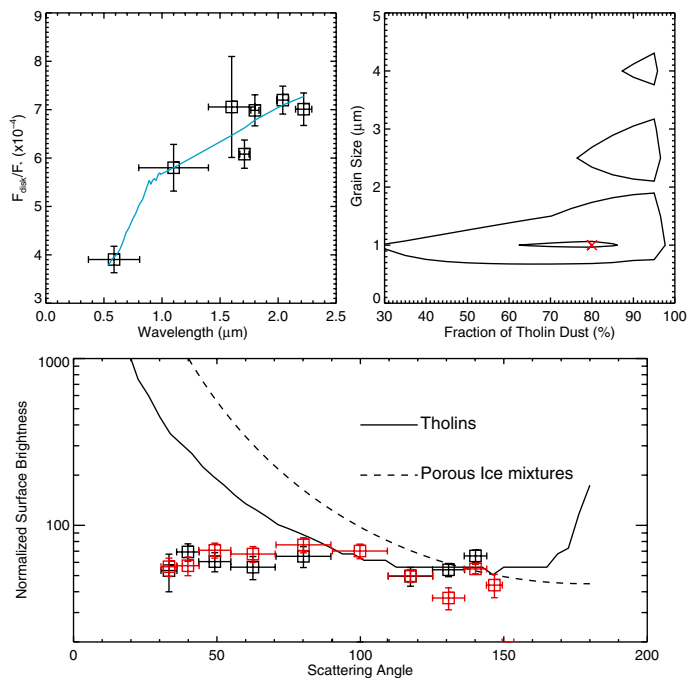 9
8
7
6
5
4
3
F_disk/F_* (x10⁻⁴)
0.0 0.5 1.0 1.5 2.0 2.5
Wavelength (μm)
5
4
3
2
1
0
Grain Size (μm)
30 40 50 60 70 80 90 100
Fraction of Tholin Dust (%)
1000
100
Normalized Surface Brightness
Tholins
Porous Ice mixtures
0 50 100 150 200
Scattering Angle